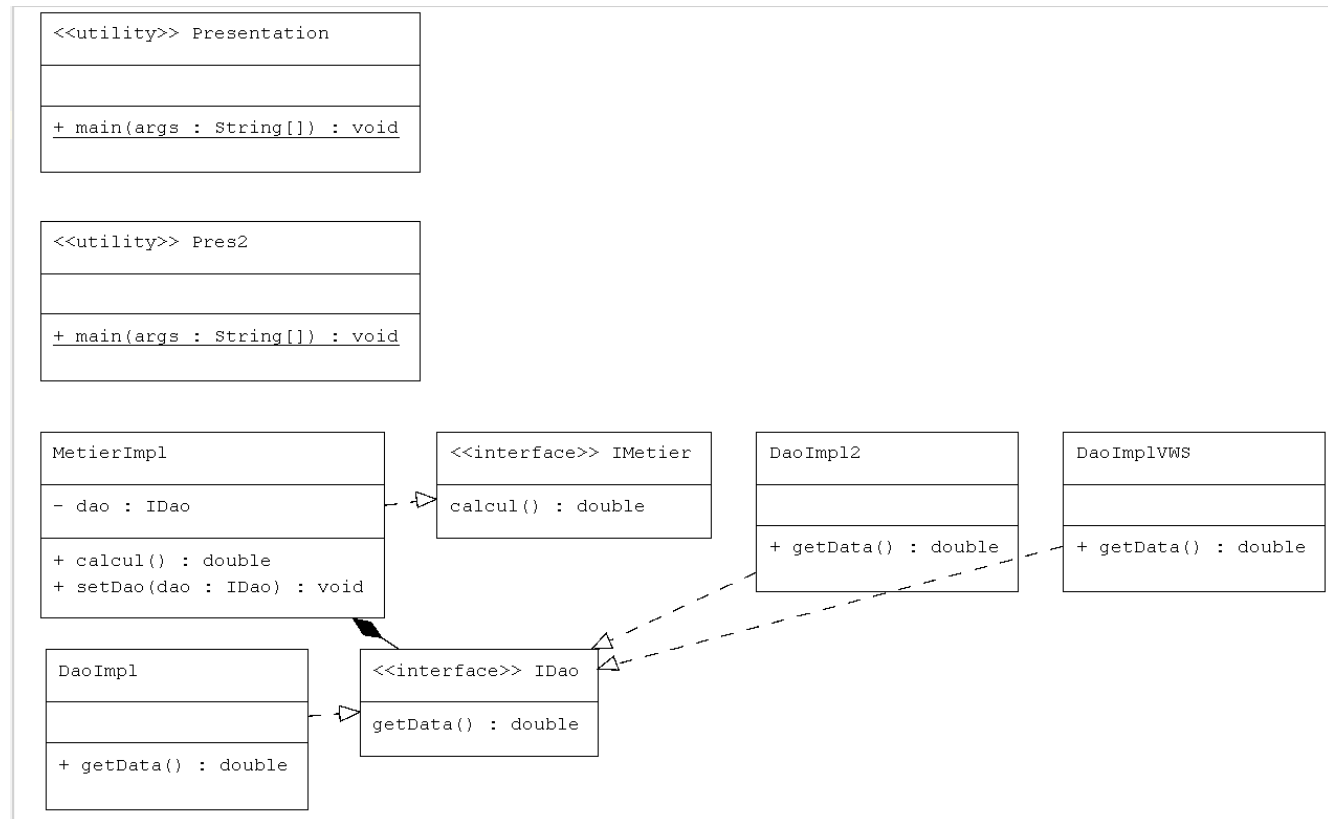 <<utility>> Presentation
+ main(args : String[]) : void
<<utility>> Pres2
+ main(args : String[]) : void
MetierImpl
- dao : IDao
+ calcul() : double
+ setDao(dao : IDao) : void
<<interface>> IMetier
calcul() : double
DaoImpl2
+ getData() : double
DaoImplVWS
+ getData() : double
DaoImpl
+ getData() : double
<<interface>> IDao
getData() : double